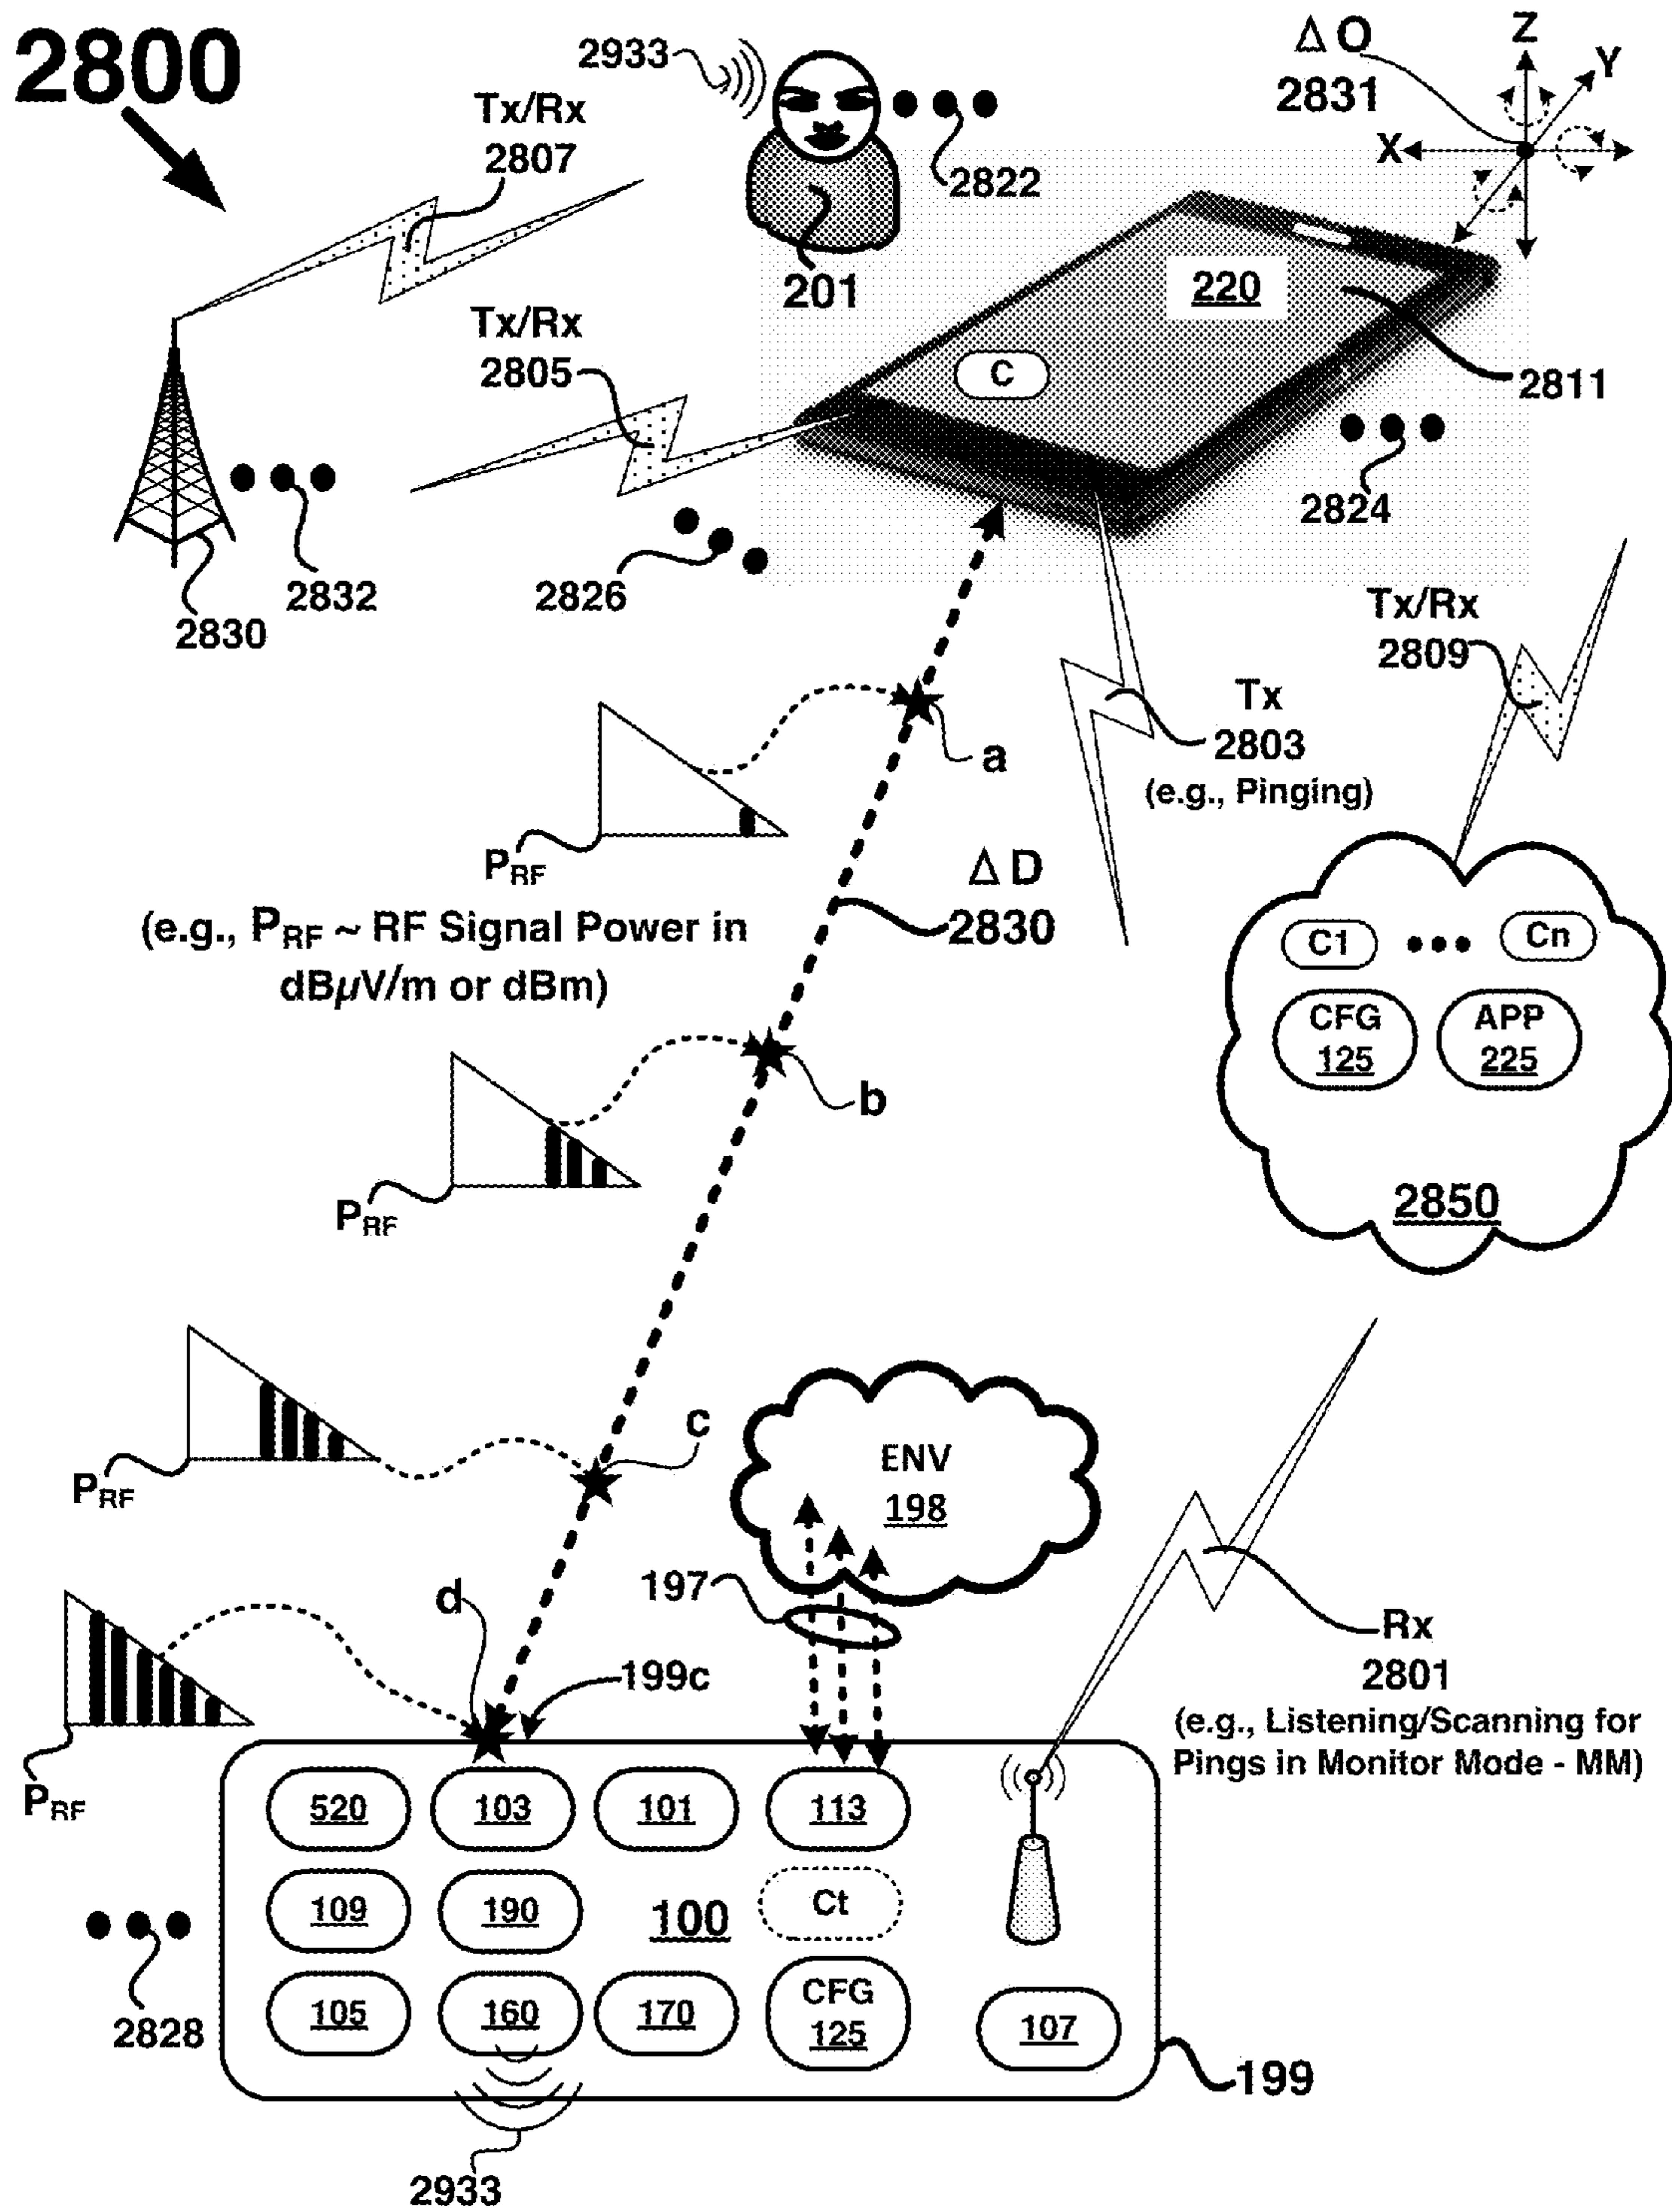 2800
2933
Δ O
2831
Z
Y
X
Tx/Rx
2807
2822
201
220
Tx/Rx
2805
C
2811
2824
2826
2832
2830
Tx/Rx
2809
Tx
2803
(e.g., Pinging)
a
PRF
Δ D
2830
(e.g., PRF ~ RF Signal Power in
dBµV/m or dBm)
C1
Cn
CFG
125
APP
225
b
PRF
2850
c
PRF
ENV
198
197
d
199c
Rx
2801
(e.g., Listening/Scanning for
Pings in Monitor Mode - MM)
PRF
520 103 101 113
109 190 100 Ct
2828
105 160 170 CFG
125
107
199
2933